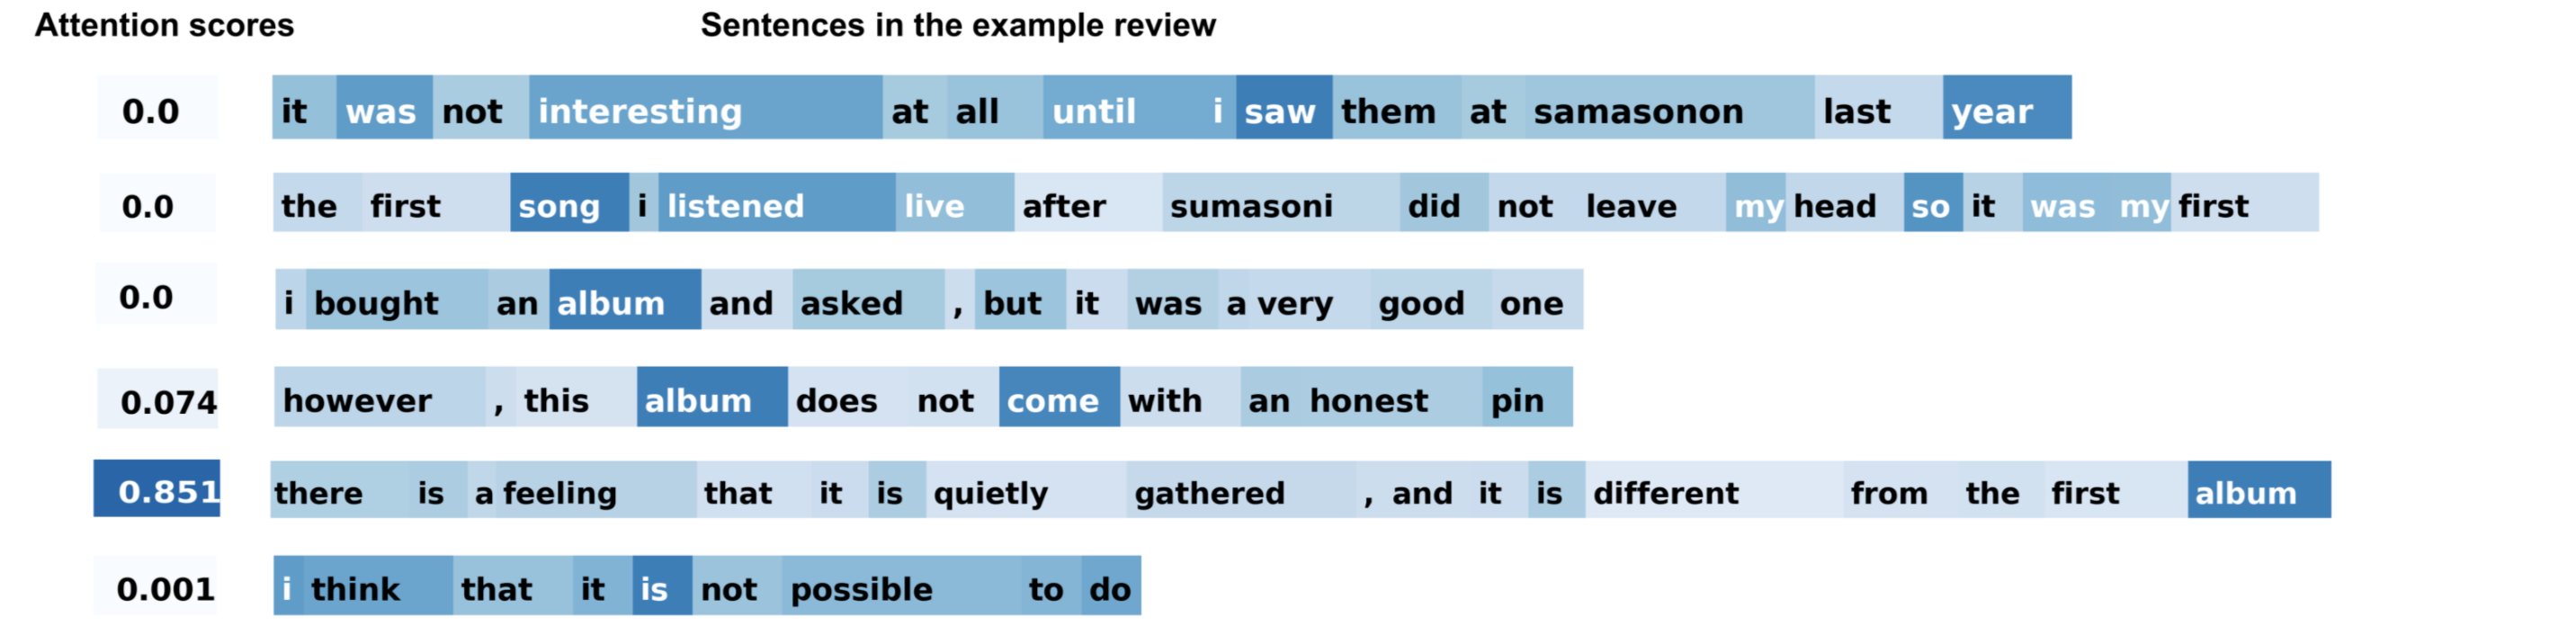 Attention scores Sentences in the example review
0.0 it was not interesting at all until i saw them at samasonon last year
0.0 the first song i listened live after sumasoni did not leave my head so it was my first
0.0 i bought an album and asked , but it was a very good one
0.074 however , this album does not come with an honest pin
0.851 there is a feeling that it is quietly gathered , and it is different from the first album
0.001 i think that it is not possible to do